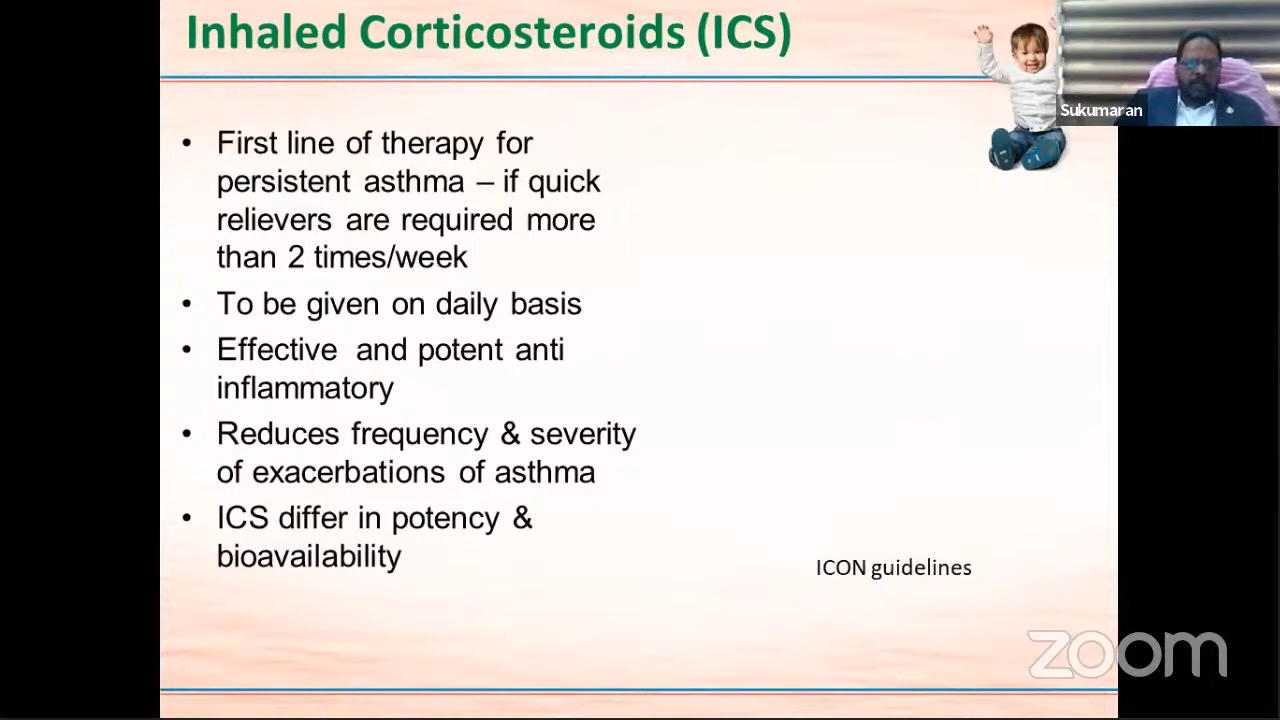 Inhaled Corticosteroids (ICS)
Sukumaran
• First line of therapy for
persistent asthma – if quick
relievers are required more
than 2 times/week
• To be given on daily basis
• Effective and potent anti
inflammatory
• Reduces frequency & severity
of exacerbations of asthma
• ICS differ in potency &
bioavailability
ICON guidelines
zoom